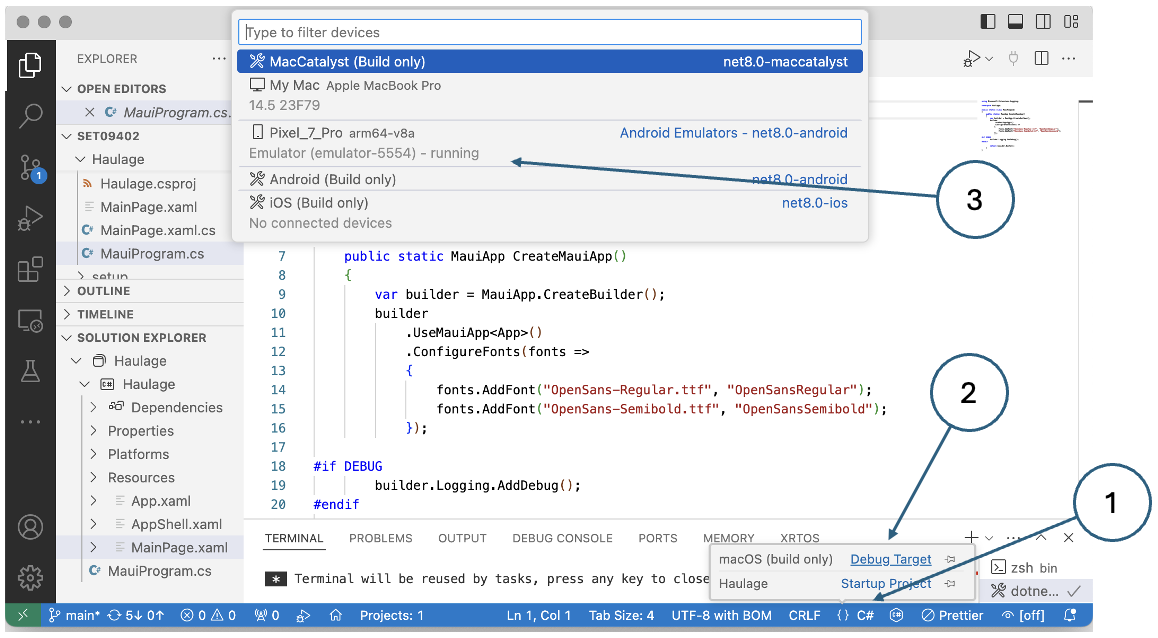 Type to filter devices
MacCatalyst (Build only) net8.0-maccatalyst
My Mac Apple MacBook Pro
14.5 23F79
Pixel_7_Pro arm64-v8a Android Emulators - net8.0-android
Emulator (emulator-5554) - running
Android (Build only) net8.0-android
iOS (Build only) net8.0-ios
No connected devices
3
EXPLORER ...
OPEN EDITORS
C# MauiProgram.cs.
SET09402
Haulage
Haulage.csproj
MainPage.xaml
C# MainPage.xaml.cs
C# MauiProgram.cs
setup
OUTLINE
TIMELINE
SOLUTION EXPLORER
Haulage
C# Haulage
Dependencies
Properties
Platforms
Resources
App.xaml
AppShell.xaml
MainPage.xaml
C# MauiProgram.cs
1
7 public static MauiApp CreateMauiApp()
8 {
9 var builder = MauiApp.CreateBuilder();
10 builder
11 .UseMauiApp<App>()
12 .ConfigureFonts(fonts =>
13 {
14 fonts.AddFont("OpenSans-Regular.ttf", "OpenSansRegular");
15 fonts.AddFont("OpenSans-Semibold.ttf", "OpenSansSemibold");
16 });
17
18 #if DEBUG
19 builder.Logging.AddDebug();
20 #endif
2
1
TERMINAL PROBLEMS OUTPUT DEBUG CONSOLE PORTS MEMORY XRTOS
* Terminal will be reused by tasks, press any key to close
macOS (build only) Debug Target
Haulage Startup Project
zsh bin
dotne...
main* 5↓ 0↑ 0 0 0 Projects: 1 Ln 1, Col 1 Tab Size: 4 UTF-8 with BOM CRLF {} C# Prettier [off]